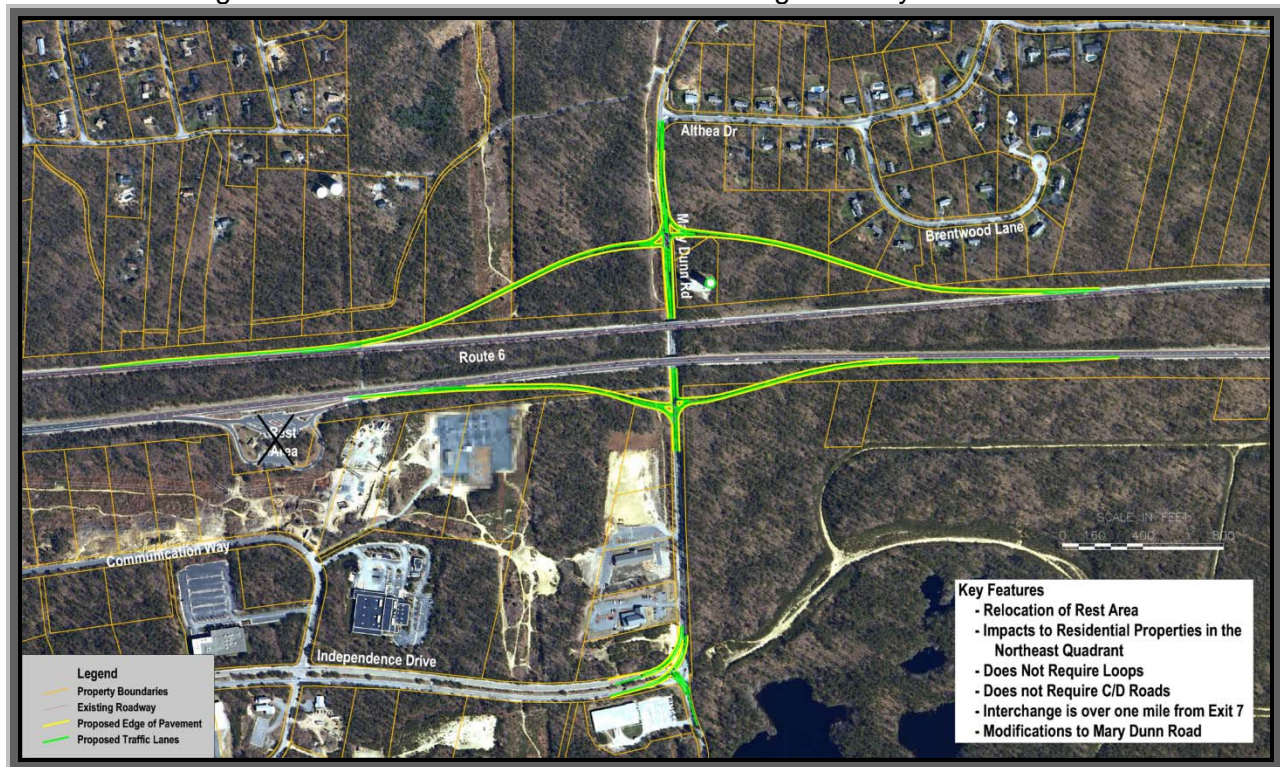 Althea Dr
Mary Dunn Rd
Brentwood Lane
Route 6
Rest
Area
Communication Way
SCALE IN FEET
0 400 800
Independence Drive
Key Features
- Relocation of Rest Area
- Impacts to Residential Properties in the
Northeast Quadrant
- Does Not Require Loops
- Does not Require C/D Roads
- Interchange is over one mile from Exit 7
- Modifications to Mary Dunn Road
Legend
Property Boundaries
Existing Roadway
Proposed Edge of Pavement
Proposed Traffic Lanes